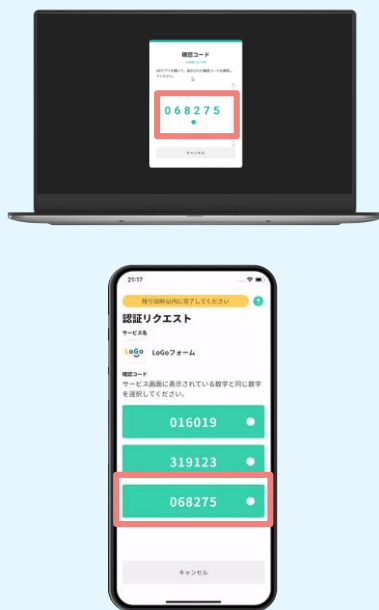 確認コード
068275
キャンセル
21:17
残り50秒以内に完了してください
?
認証リクエスト
サービス名
LoGo
LoGoフォーム
確認コード
サービス画面に表示されている数字と同じ数字
を選択してください。
016019
319123
068275
キャンセル